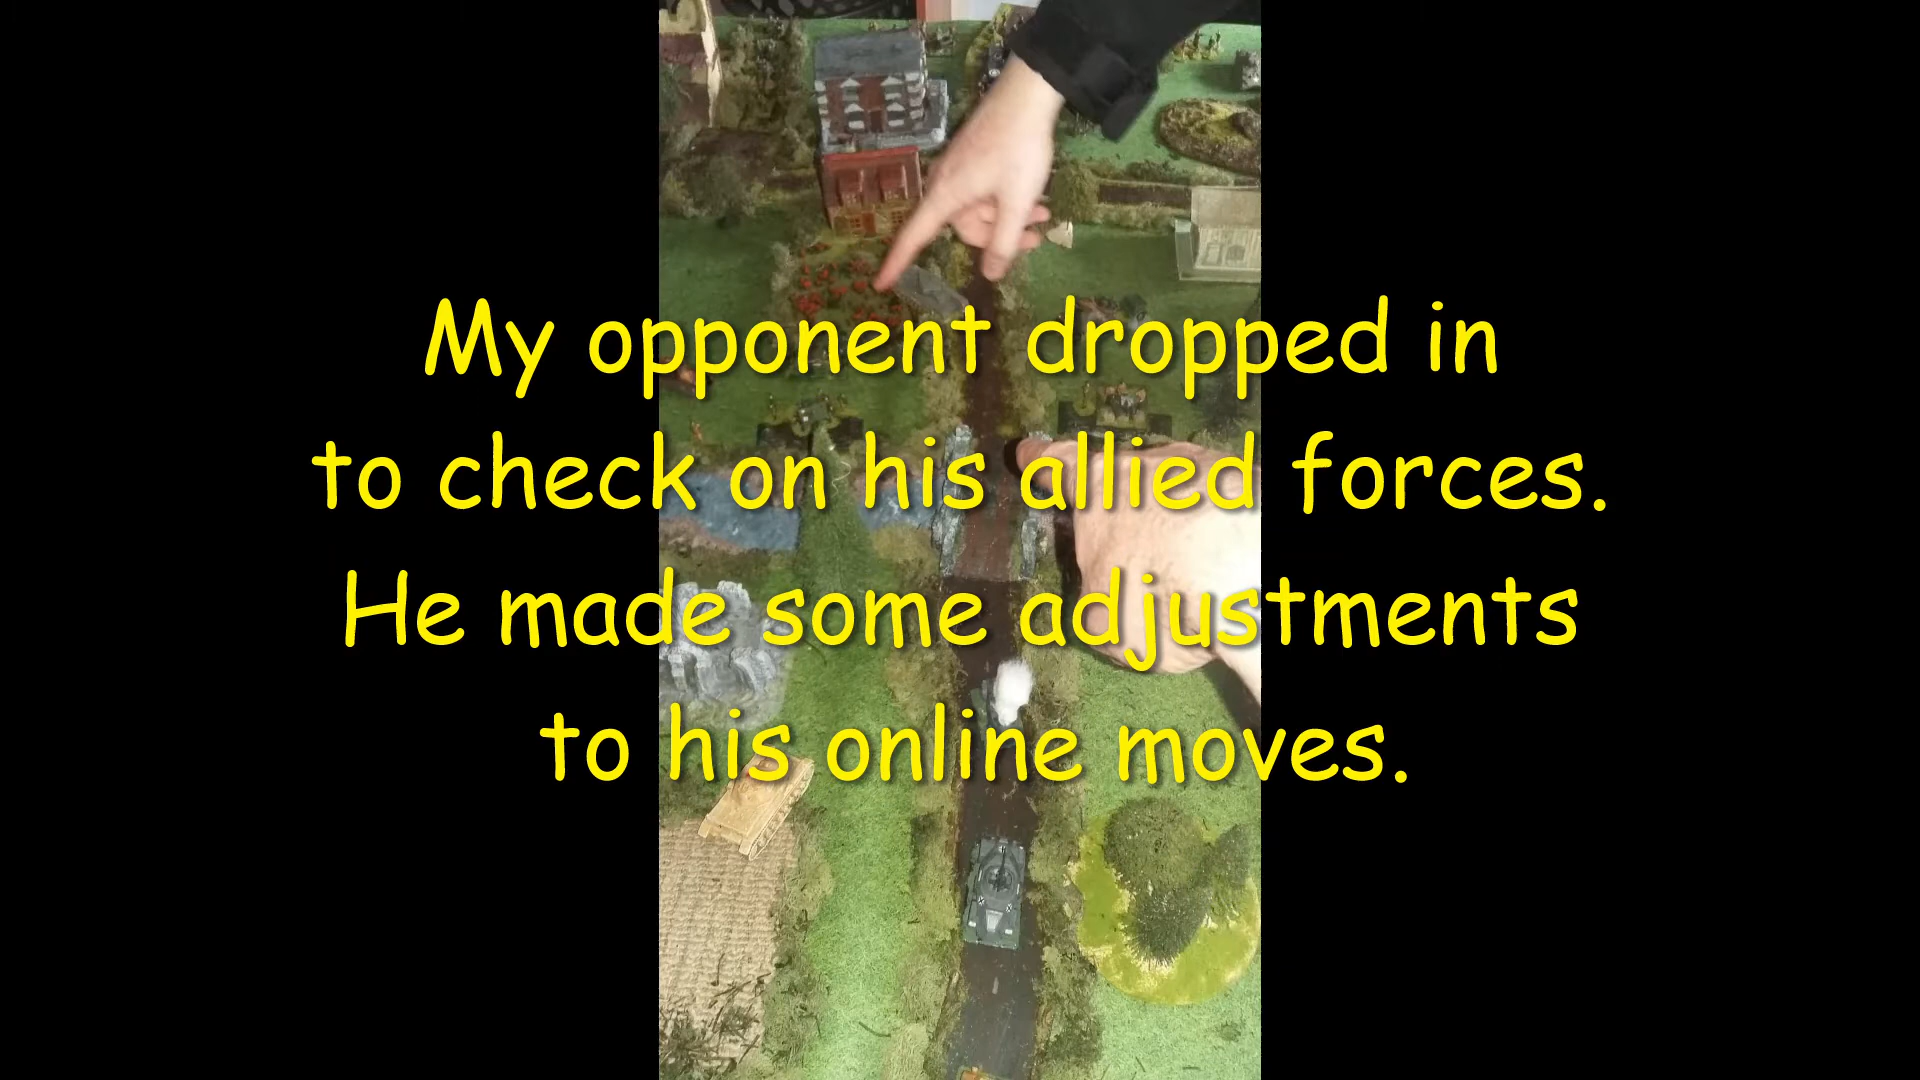 My opponent dropped in
to check on his allied forces.
He made some adjustments
to his online moves.